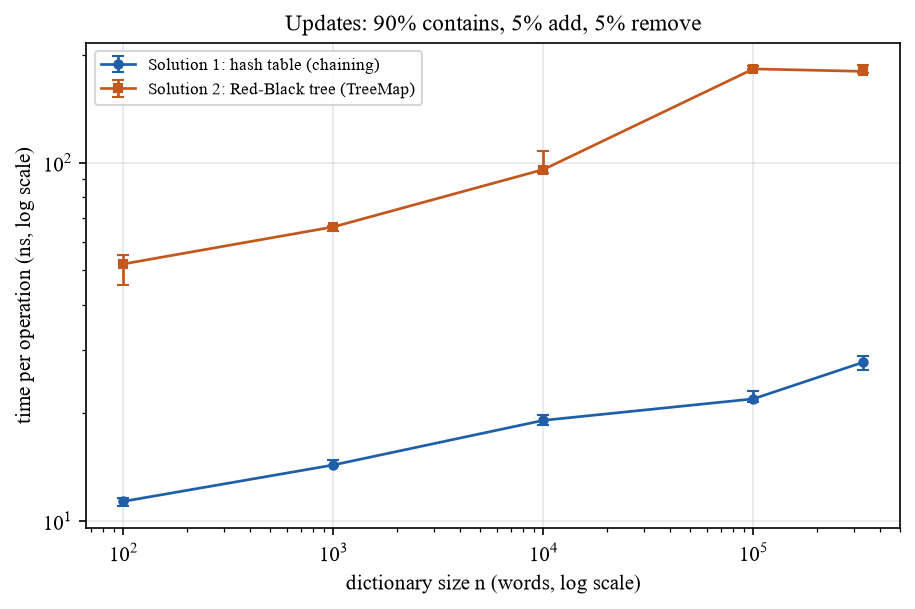 Updates: 90% contains, 5% add, 5% remove
Solution 1: hash table (chaining)
Solution 2: Red-Black tree (TreeMap)
time per operation (ns, log scale)
10²
10¹
10² 10³ 10⁴ 10⁵
dictionary size n (words, log scale)